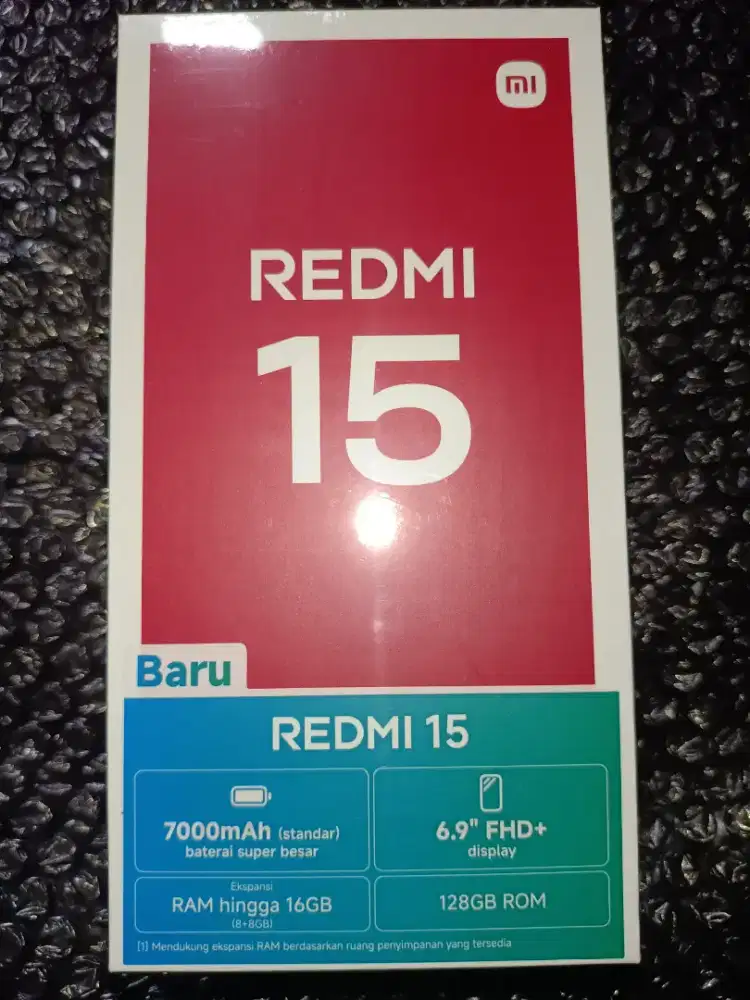 mi
REDMI
15
Baru
REDMI 15
7000mAh (standar)
baterai super besar
6.9" FHD+
display
Ekspansi
RAM hingga 16GB
(8+8GB)
128GB ROM
[1] Mendukung ekspansi RAM berdasarkan ruang penyimpanan yang tersedia